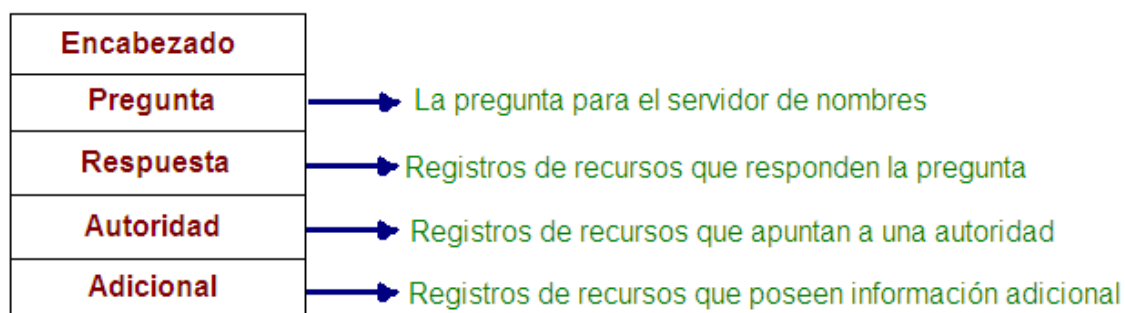 Encabezado
Pregunta La pregunta para el servidor de nombres
Respuesta Registros de recursos que responden la pregunta
Autoridad Registros de recursos que apuntan a una autoridad
Adicional Registros de recursos que poseen información adicional